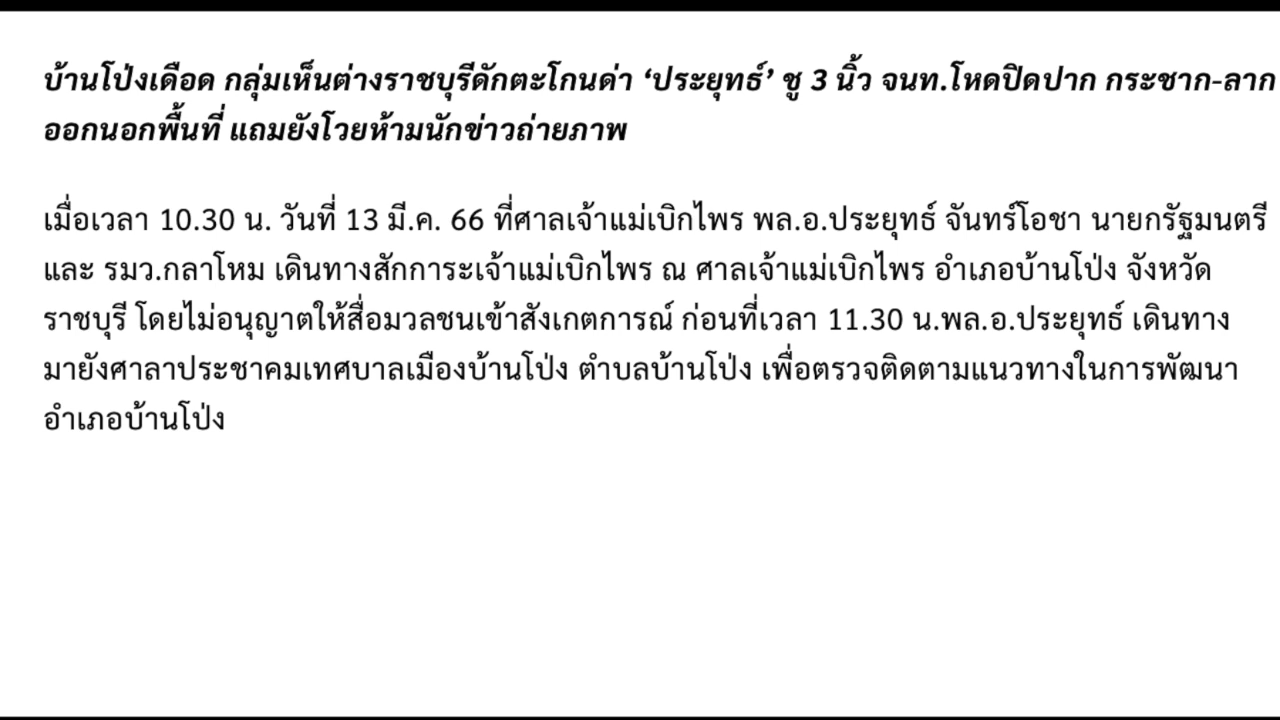 บ้านโป่งเดือด กลุ่มเห็นต่างราชบุรีดักตะโกนด่า ‘ประยุทธ์’ ชู 3 นิ้ว จนท.โหดปิดปาก กระชาก-ลาก
ออกนอกพื้นที่ แถมยังโวยห้ามนักข่าวถ่ายภาพ
เมื่อเวลา 10.30 น. วันที่ 13 มี.ค. 66 ที่ศาลเจ้าแม่เบิกไพร พล.อ.ประยุทธ์ จันทร์โอชา นายกรัฐมนตรี
และ รมว.กลาโหม เดินทางสักการะเจ้าแม่เบิกไพร ณ ศาลเจ้าแม่เบิกไพร อำเภอบ้านโป่ง จังหวัด
ราชบุรี โดยไม่อนุญาตให้สื่อมวลชนเข้าสังเกตการณ์ ก่อนที่เวลา 11.30 น.พล.อ.ประยุทธ์ เดินทาง
มายังศาลาประชาคมเทศบาลเมืองบ้านโป่ง ตำบลบ้านโป่ง เพื่อตรวจติดตามแนวทางในการพัฒนา
อำเภอบ้านโป่ง